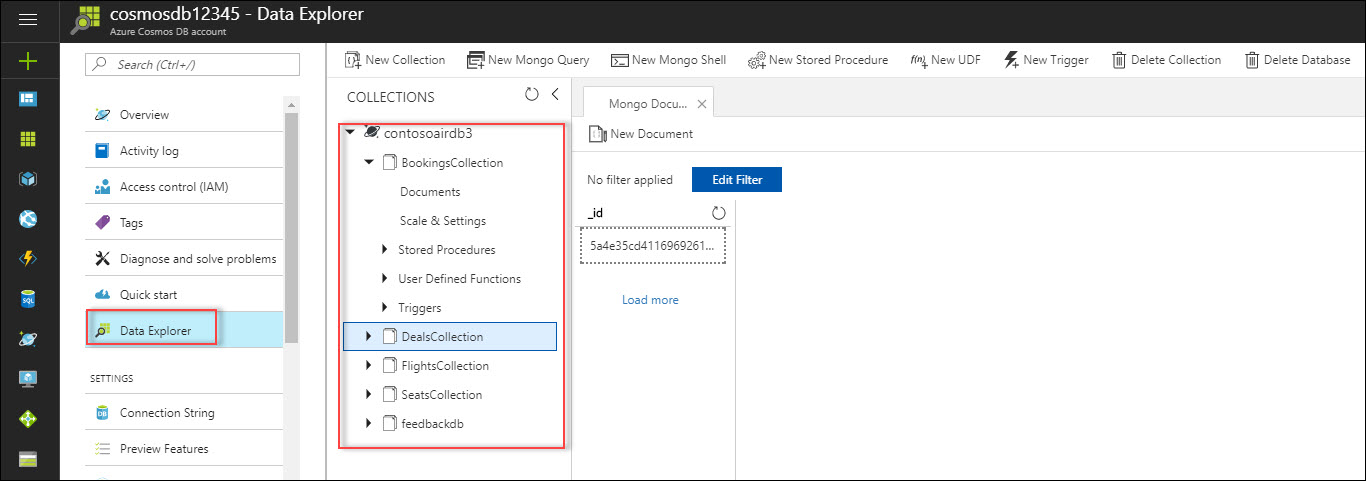 cosmosdb12345 - Data Explorer
Azure Cosmos DB account
Search (Ctrl+/)
Overview
Activity log
Access control (IAM)
Tags
Diagnose and solve problems
Quick start
Data Explorer
SETTINGS
Connection String
Preview Features
New Collection
New Mongo Query
New Mongo Shell
New Stored Procedure
f(n) New UDF
New Trigger
Delete Collection
Delete Database
COLLECTIONS
contosoairdb3
BookingsCollection
Documents
Scale & Settings
Stored Procedures
User Defined Functions
Triggers
DealsCollection
FlightsCollection
SeatsCollection
feedbackdb
Mongo Docu...
New Document
No filter applied
Edit Filter
_id
5a4e35cd4116969261...
Load more
SQL
DB